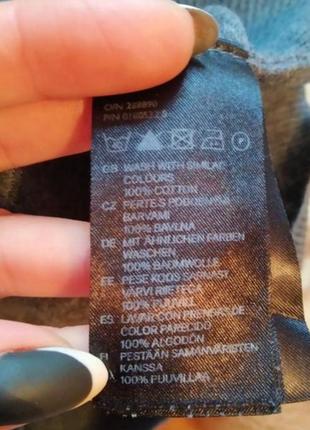 O/N 268890
P/N
GB WASH WITH SIMILAR
COLOURS
100% COTTON
CZ PERTE S PODOBNÝMI
BARVAMI
100% BAVLNA
DE MIT ÄHNLICHEN FARBEN
WASCHEN
100% BAUMWOLLE
EE PESE KOOS SARNAST
VÄRVI RIIETEGA
100% PUUVILL
ES LAVAR CON PRENDAS DE
COLOR PARECIDO
100% ALGODÓN
FI PESTÄÄN SAMANVÄRISTEN
KANSSA
100% PUUVILLAA